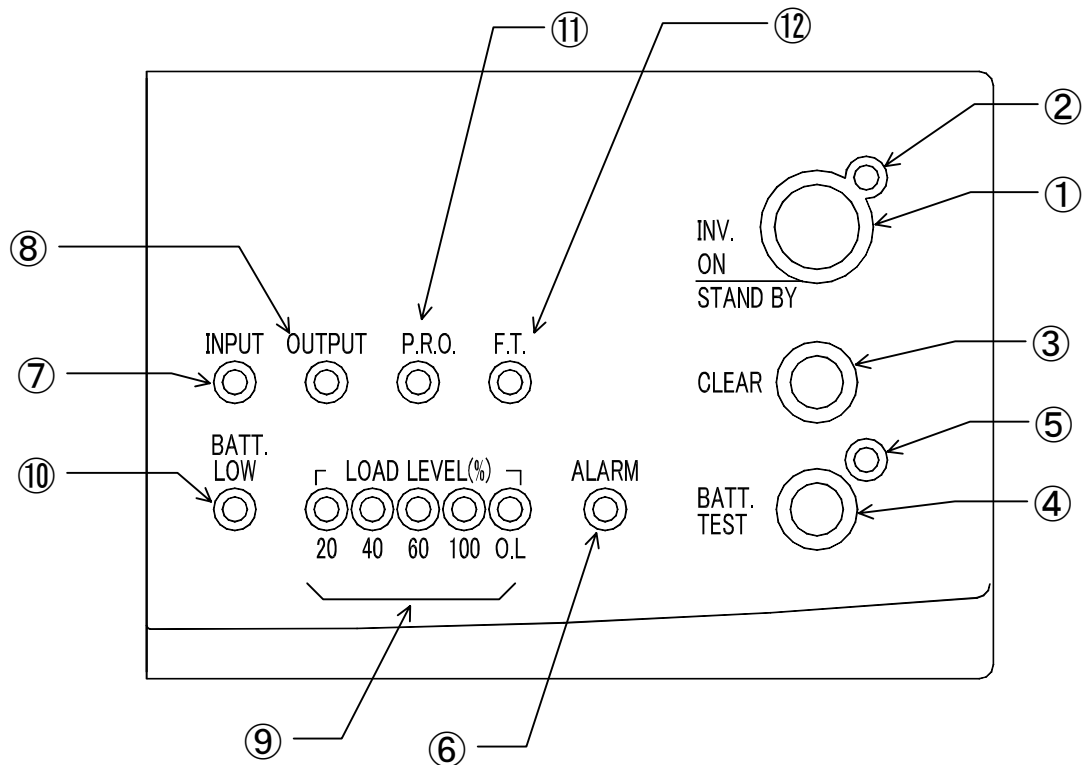 ⑪
⑫
②
①
INV.
ON
STAND BY
⑧
INPUT OUTPUT P.R.O. F.T.
⑦
③
CLEAR
⑤
BATT.
LOW
LOAD LEVEL(%)
ALARM
⑩
BATT.
TEST
④
20 40 60 100 O.L
⑨
⑥